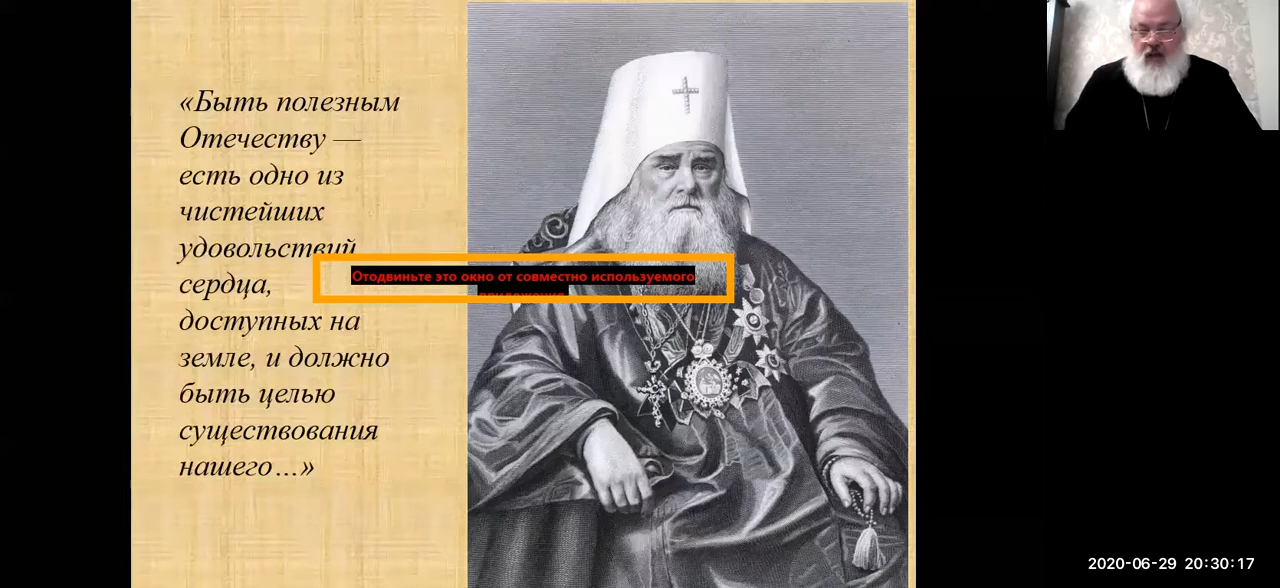 «Быть полезным
Отечеству —
есть одно из
чистейших
удовольствий
сердца,
доступных на
земле, и должно
быть целью
существования
нашего…»
Отодвиньте это окно от совместно используемого
приложения
2020-06-29 20:30:17